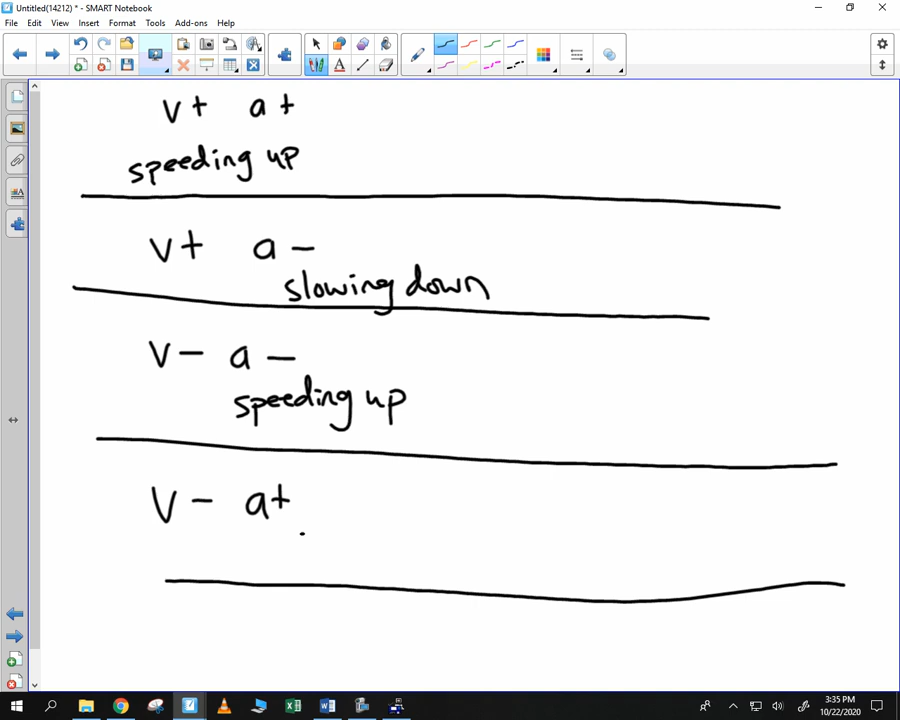 Untitled(14212) * - SMART Notebook
File Edit View Insert Format Tools Add-ons Help
v+ a+
speeding up
v+ a-
slowing down
v- a-
speeding up
v- a+
3:35 PM
10/22/2020